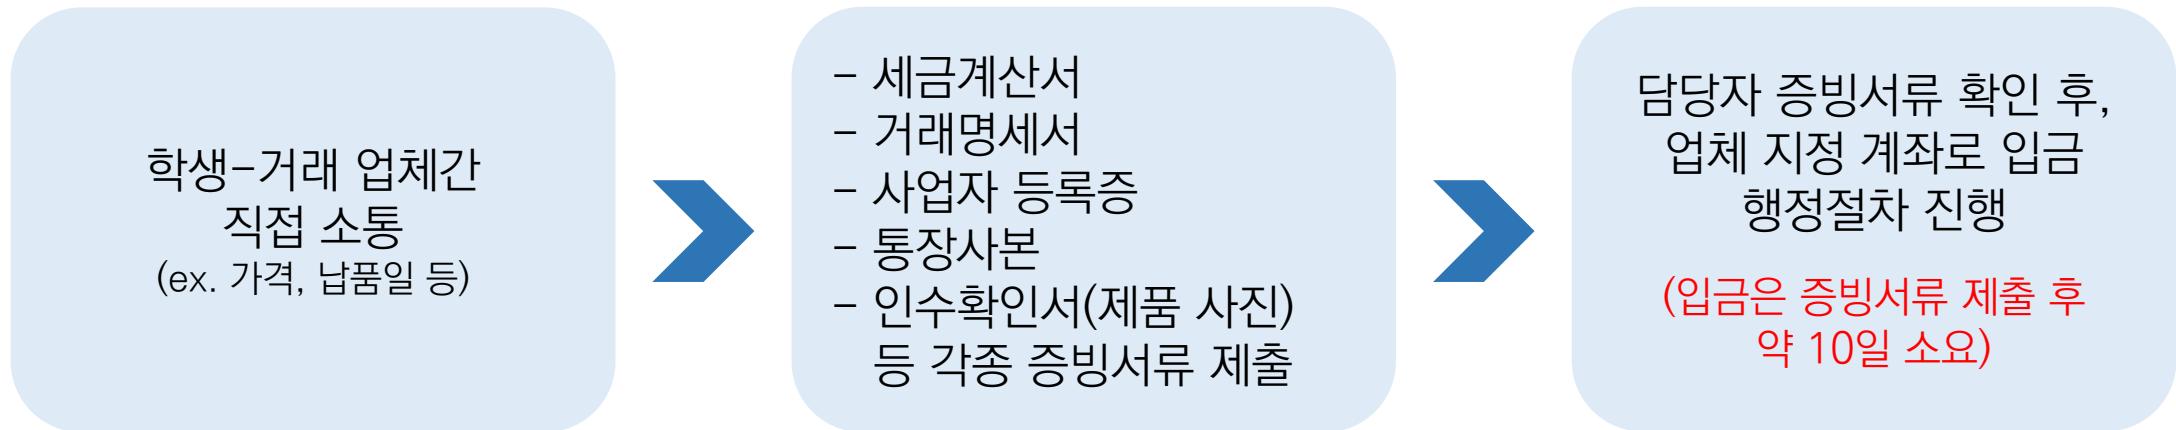 학생-거래 업체간
직접 소통
(ex. 가격, 납품일 등)
- 세금계산서
- 거래명세서
- 사업자 등록증
- 통장사본
- 인수확인서(제품 사진)
등 각종 증빙서류 제출
담당자 증빙서류 확인 후,
업체 지정 계좌로 입금
행정절차 진행
(입금은 증빙서류 제출 후
약 10일 소요)